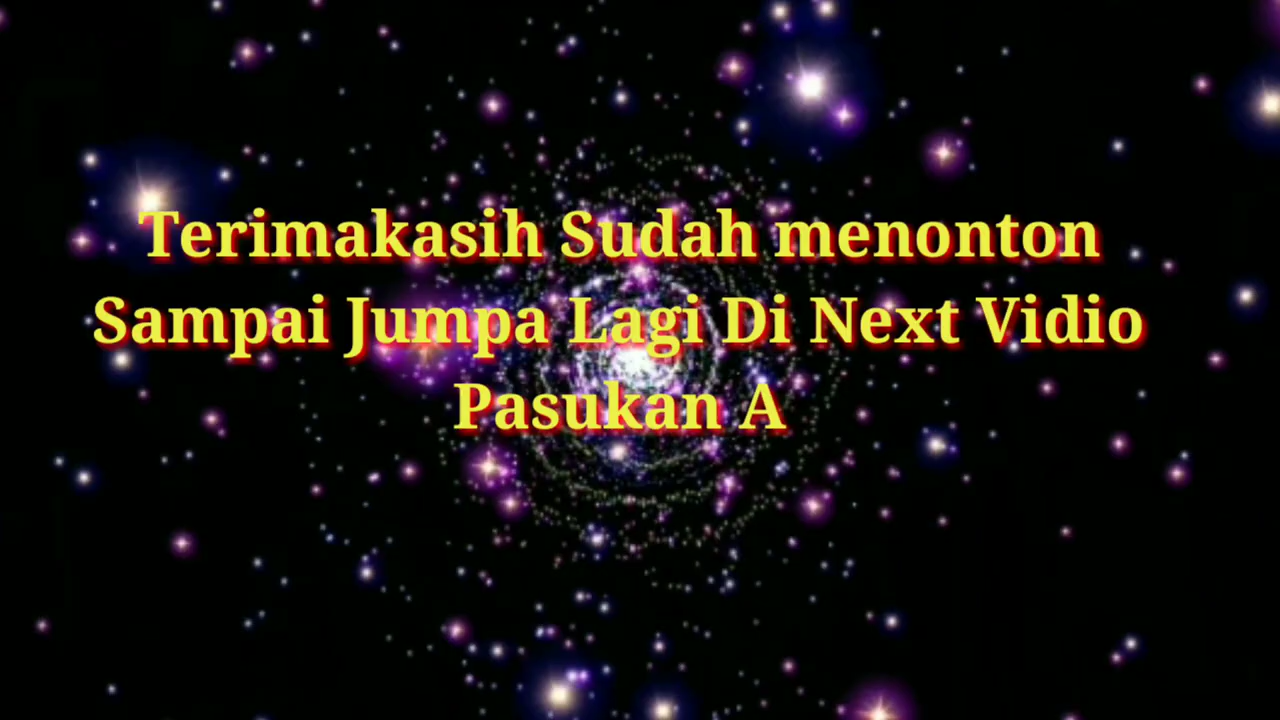 Terimakasih Sudah menonton
Sampai Jumpa Lagi Di Next Vidio
Pasukan A